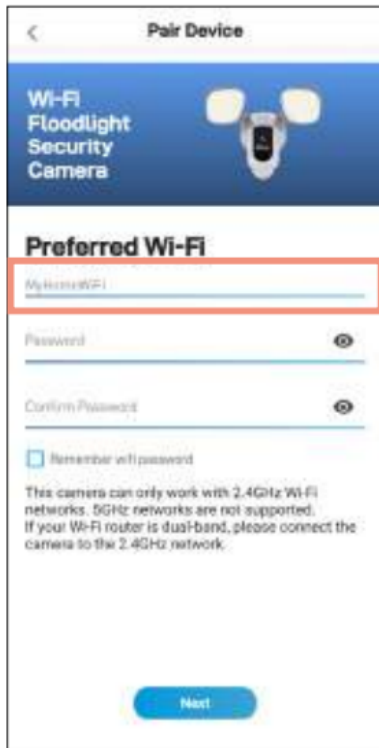 Pair Device
Wi-Fi
Floodlight
Security
Camera
Preferred Wi-Fi
MyHomeWiFi
Password
Confirm Password
Remember wifi password
This camera can only work with 2.4GHz Wi-Fi
networks. 5GHz networks are not supported.
If your Wi-Fi router is dual-band, please connect the
camera to the 2.4GHz network.
Next